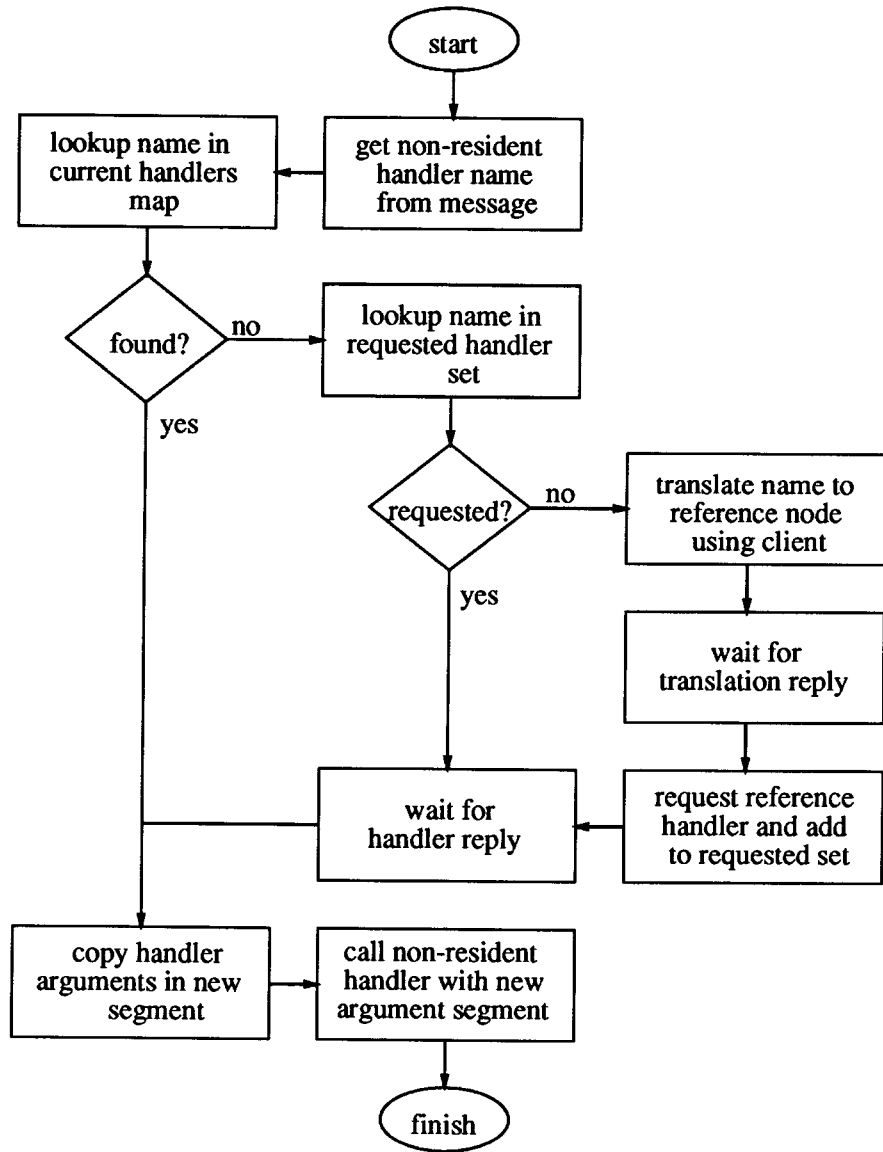 start
get non-resident
handler name
from message
lookup name in
current handlers
map
found?
no
yes
lookup name in
requested handler
set
requested?
no
yes
translate name to
reference node
using client
wait for
translation reply
request reference
handler and add
to requested set
wait for
handler reply
copy handler
arguments in new
segment
call non-resident
handler with new
argument segment
finish